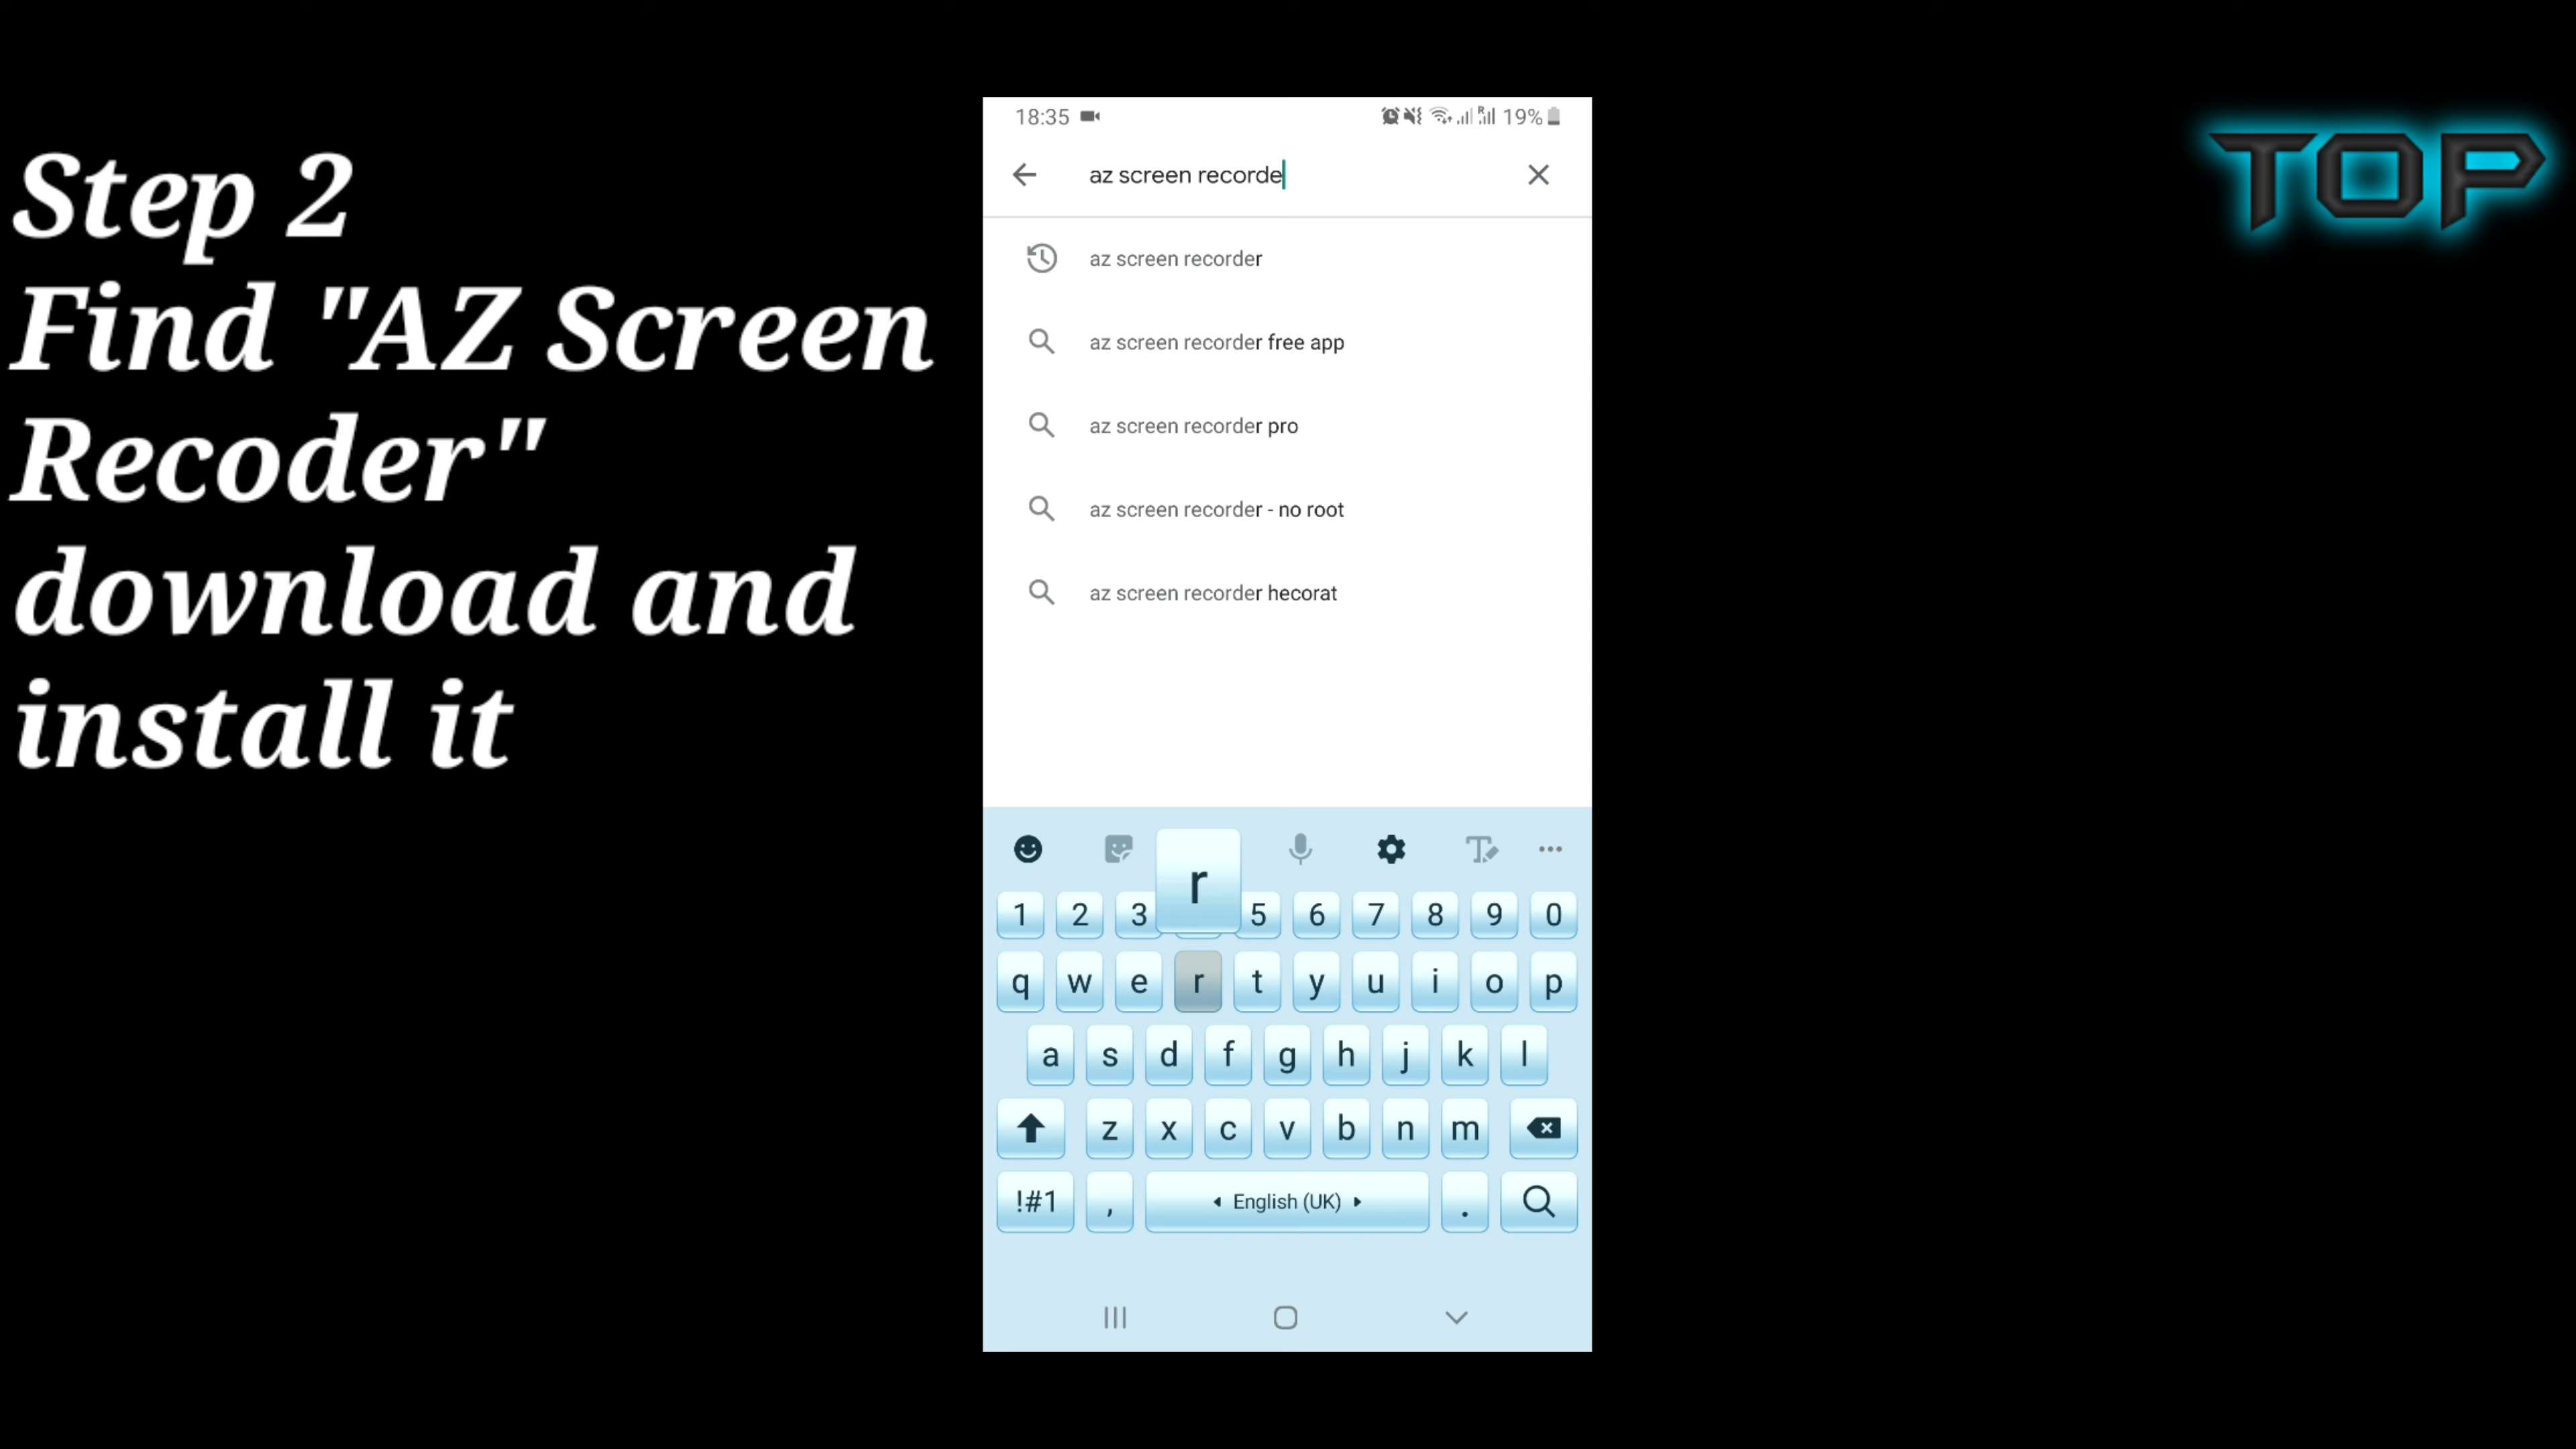 Step 2
Find "AZ Screen
Recoder"
download and
install it
TOP
18:35 19%
az screen recorde
az screen recorder
az screen recorder free app
az screen recorder pro
az screen recorder - no root
az screen recorder hecorat
r
1 2 3 5 6 7 8 9 0
q w e r t y u i o p
a s d f g h j k l
z x c v b n m
!#1 , English (UK) .